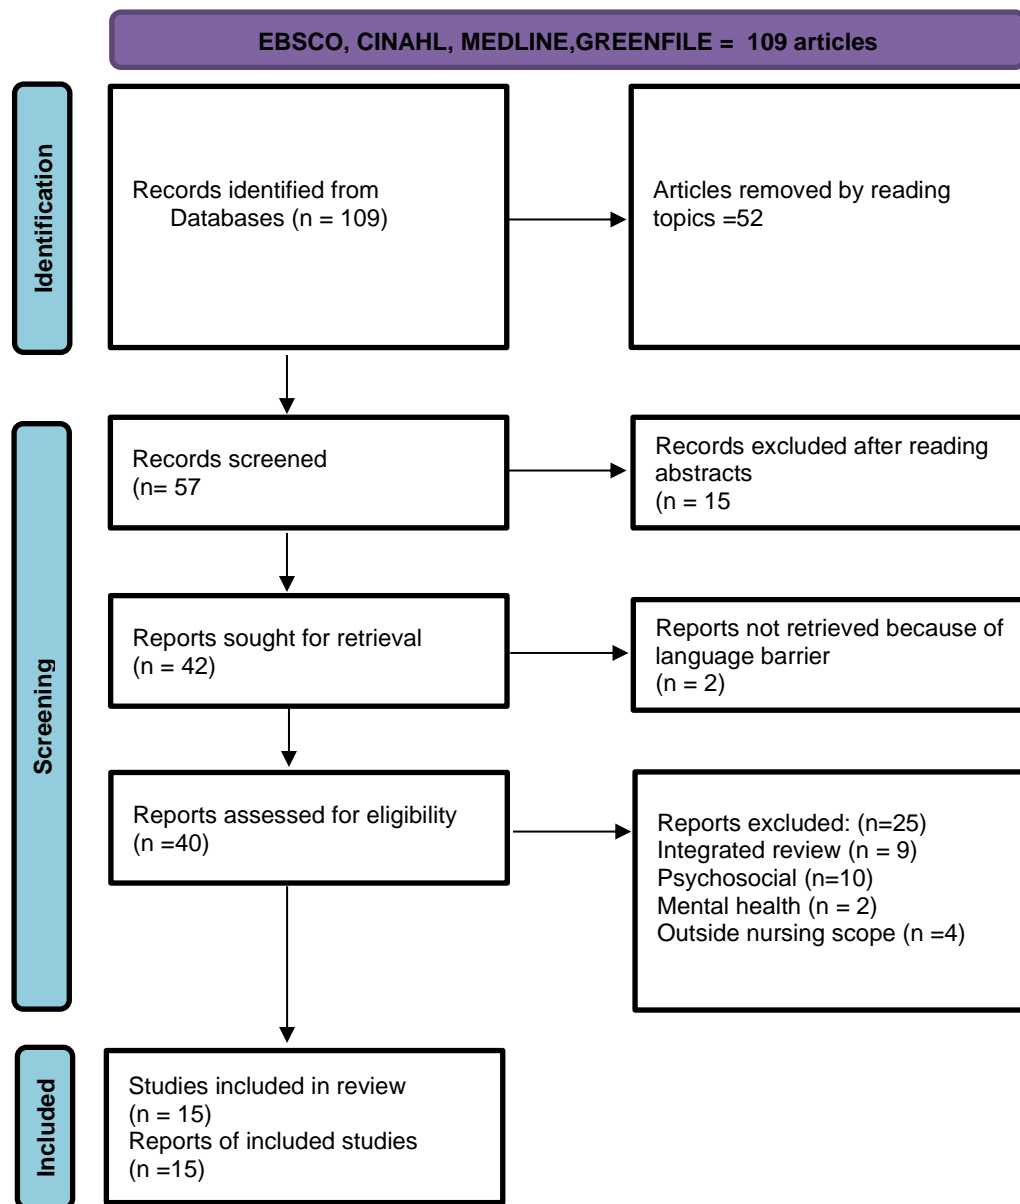 EBSCO, CINAHL, MEDLINE,GREENFILE = 109 articles
Identification
Records identified from
Databases (n = 109)
Articles removed by reading
topics =52
Screening
Records screened
(n= 57
Records excluded after reading
abstracts
(n = 15
Reports sought for retrieval
(n = 42)
Reports not retrieved because of
language barrier
(n = 2)
Reports assessed for eligibility
(n =40)
Reports excluded: (n=25)
Integrated review (n = 9)
Psychosocial (n=10)
Mental health (n = 2)
Outside nursing scope (n =4)
Included
Studies included in review
(n = 15)
Reports of included studies
(n =15)